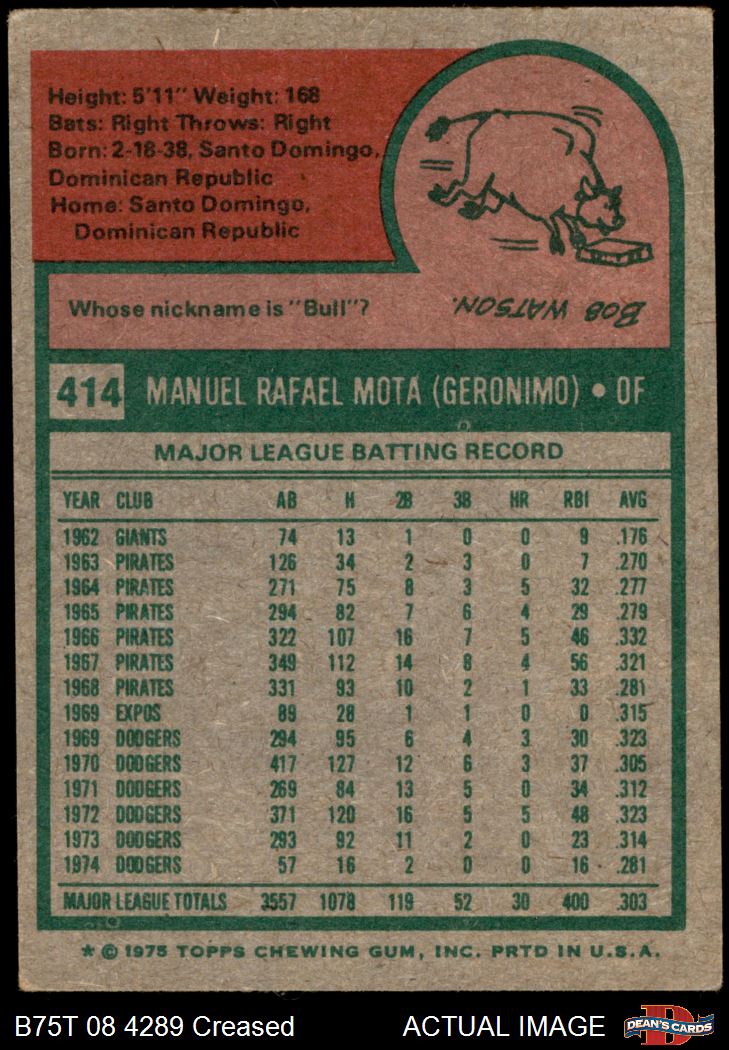 Height: 5'11" Weight: 168
Bats: Right Throws: Right
Born: 2-18-38, Santo Domingo,
Dominican Republic
Home: Santo Domingo,
Dominican Republic
Whose nickname is "Bull"?
BOB WATSON.
414 MANUEL RAFAEL MOTA (GERONIMO) • OF
MAJOR LEAGUE BATTING RECORD
YEAR CLUB AB H 2B 3B HR RBI AVG
1962 GIANTS 74 13 1 0 0 9 .176
1963 PIRATES 126 34 2 3 0 7 .270
1964 PIRATES 271 75 8 3 5 32 .277
1965 PIRATES 294 82 7 6 4 29 .279
1966 PIRATES 322 107 16 7 5 46 .332
1967 PIRATES 349 112 14 8 4 56 .321
1968 PIRATES 331 93 10 2 1 33 .281
1969 EXPOS 89 28 1 1 0 0 .315
1969 DODGERS 294 95 6 4 3 30 .323
1970 DODGERS 417 127 12 6 3 37 .305
1971 DODGERS 269 84 13 5 0 34 .312
1972 DODGERS 371 120 16 5 5 48 .323
1973 DODGERS 293 92 11 2 0 23 .314
1974 DODGERS 57 16 2 0 0 16 .281
MAJOR LEAGUE TOTALS 3557 1078 119 52 30 400 .303
* © 1975 TOPPS CHEWING GUM, INC. PRTD IN U.S.A.
B75T 08 4289 Creased ACTUAL IMAGE
D
DEAN'S CARDS